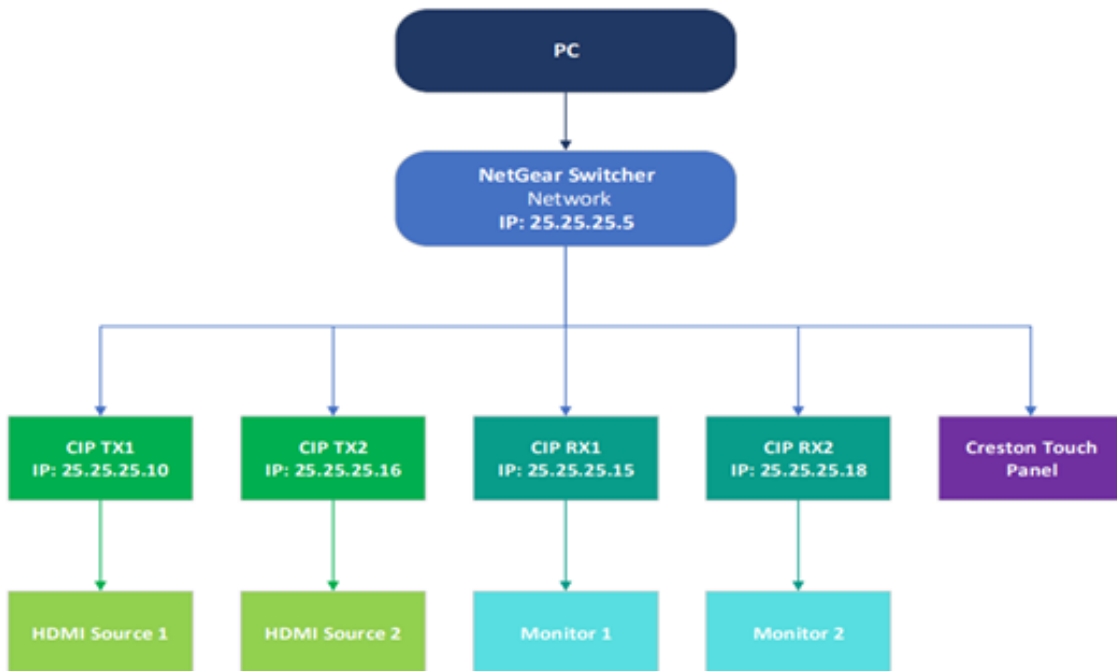 PC
NetGear Switcher
Network
IP: 25.25.25.5
CIP TX1
IP: 25.25.25.10
CIP TX2
IP: 25.25.25.16
CIP RX1
IP: 25.25.25.15
CIP RX2
IP: 25.25.25.18
Creston Touch
Panel
HDMI Source 1
HDMI Source 2
Monitor 1
Monitor 2